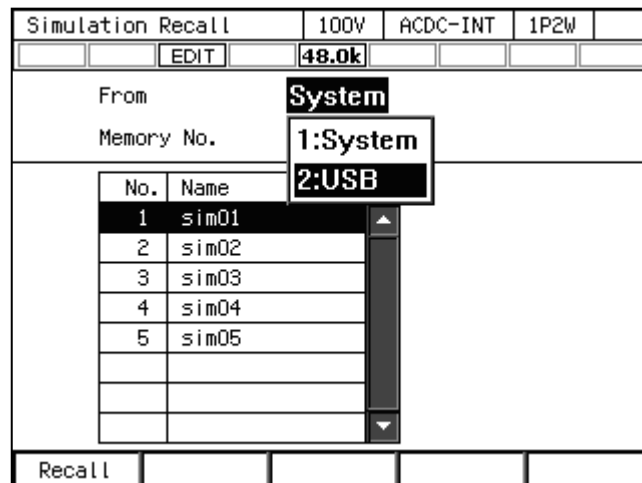 Simulation Recall 100V ACDC-INT 1P2W
EDIT 48.0k
From System
Memory No. 1:System
2:USB
No. Name
1 sim01
2 sim02
3 sim03
4 sim04
5 sim05
Recall